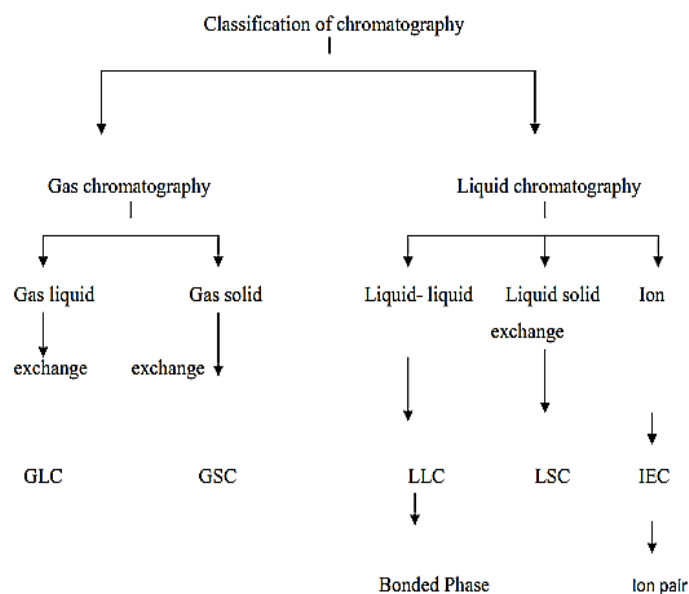 Classification of chromatography
Gas chromatography Liquid chromatography
Gas liquid Gas solid Liquid- liquid Liquid solid Ion
exchange
exchange exchange
GLC GSC LLC LSC IEC
Bonded Phase Ion pair